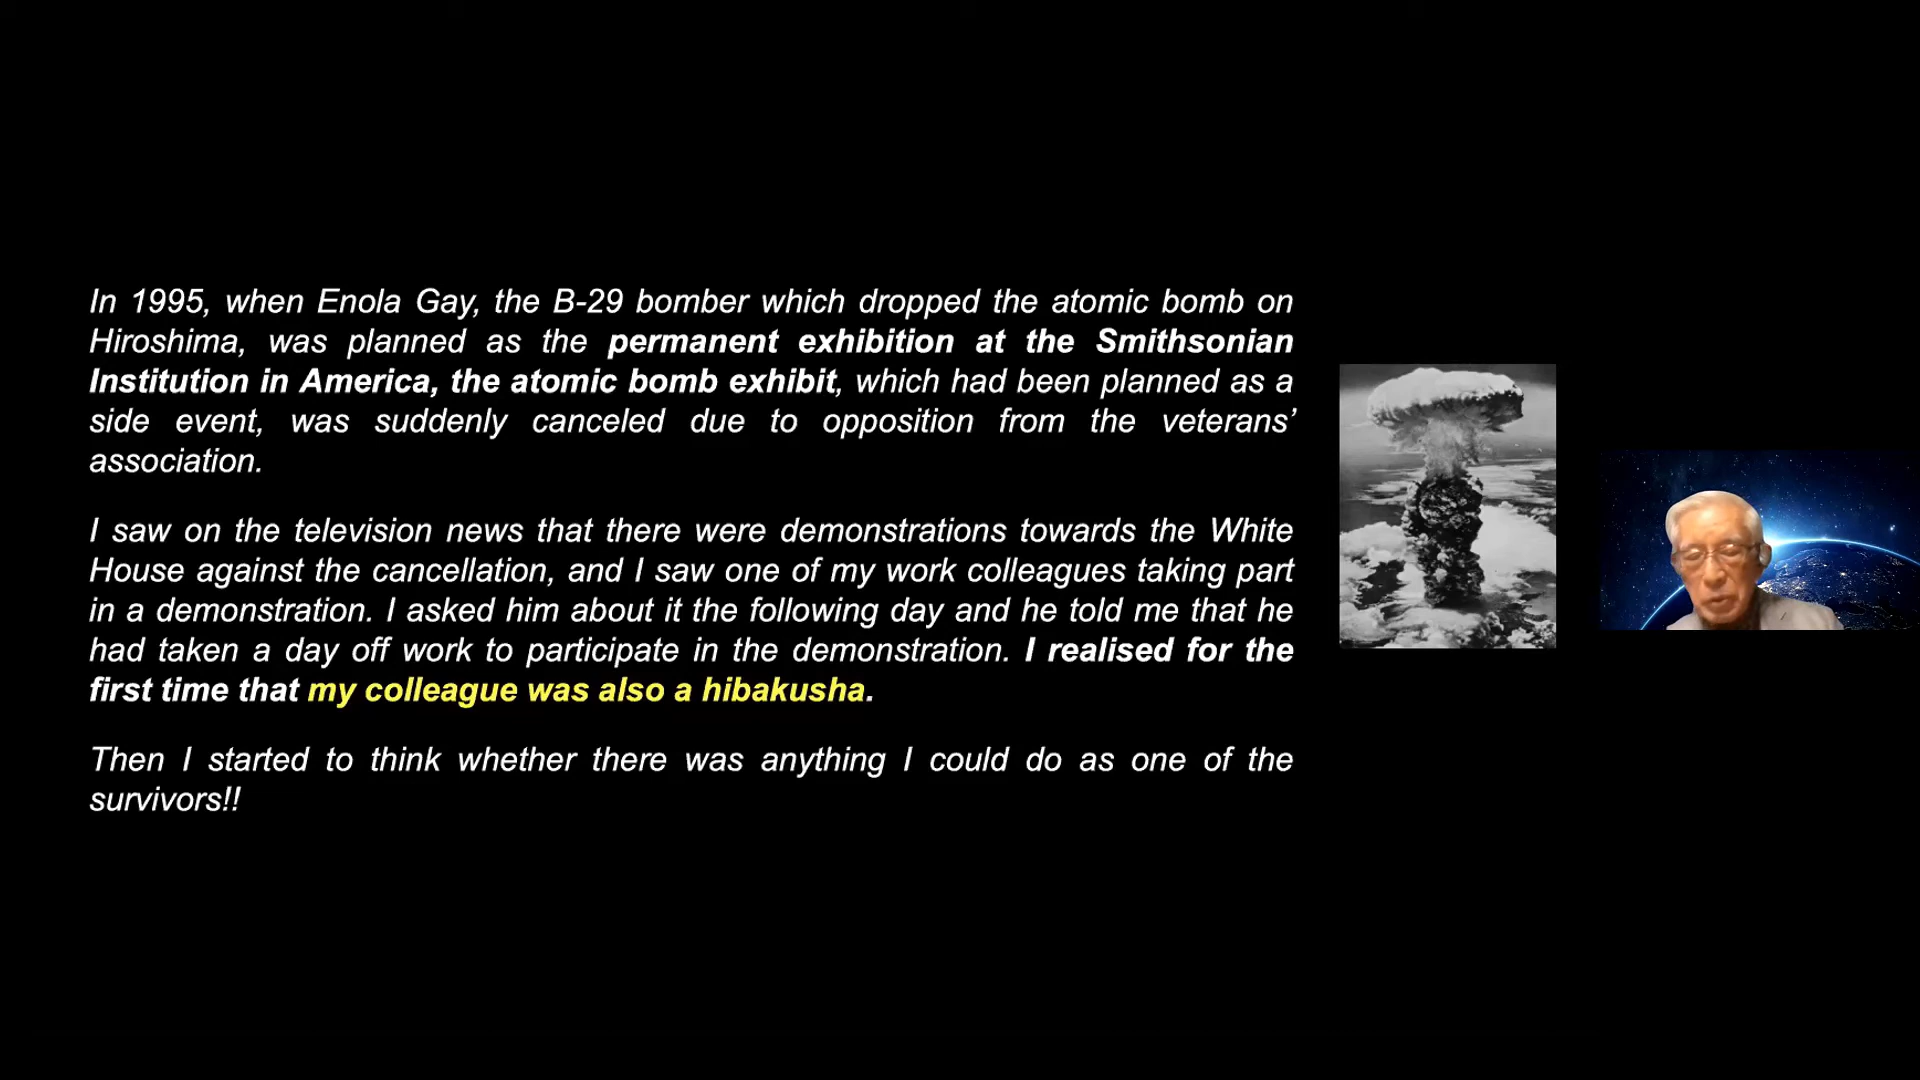 In 1995, when Enola Gay, the B-29 bomber which dropped the atomic bomb on
Hiroshima, was planned as the permanent exhibition at the Smithsonian
Institution in America, the atomic bomb exhibit, which had been planned as a
side event, was suddenly canceled due to opposition from the veterans’
association.
I saw on the television news that there were demonstrations towards the White
House against the cancellation, and I saw one of my work colleagues taking part
in a demonstration. I asked him about it the following day and he told me that he
had taken a day off work to participate in the demonstration. I realised for the
first time that my colleague was also a hibakusha.
Then I started to think whether there was anything I could do as one of the
survivors!!